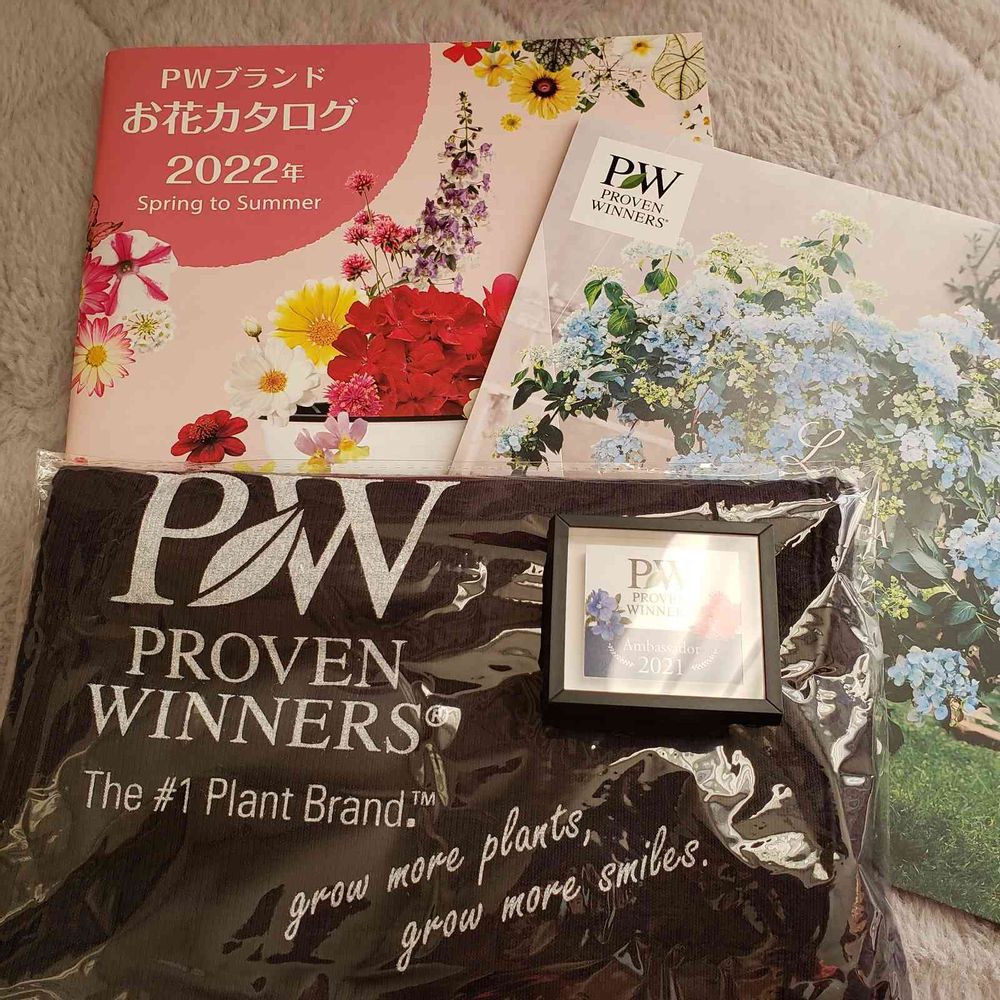 PWブランド
お花カタログ
2022年
Spring to Summer
PW
PROVEN
WINNERS®
PW
PROVEN
WINNERS®
The #1 Plant Brand.™
grow more plants,
grow more smiles.
PW
PROVEN
WINNERS
Ambassador
2021